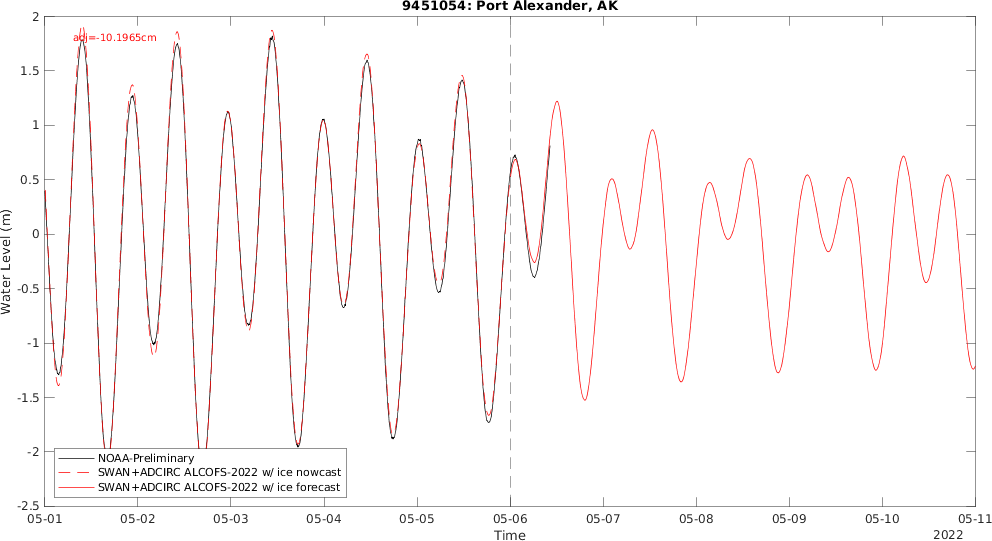 9451054: Port Alexander, AK
adj=-10.1965cm
Water Level (m)
2
1.5
1
0.5
0
-0.5
-1
-1.5
-2
-2.5
NOAA-Preliminary
SWAN+ADCIRC ALCOFS-2022 w/ ice nowcast
SWAN+ADCIRC ALCOFS-2022 w/ ice forecast
05-01 05-02 05-03 05-04 05-05 05-06 05-07 05-08 05-09 05-10 05-11
Time
2022